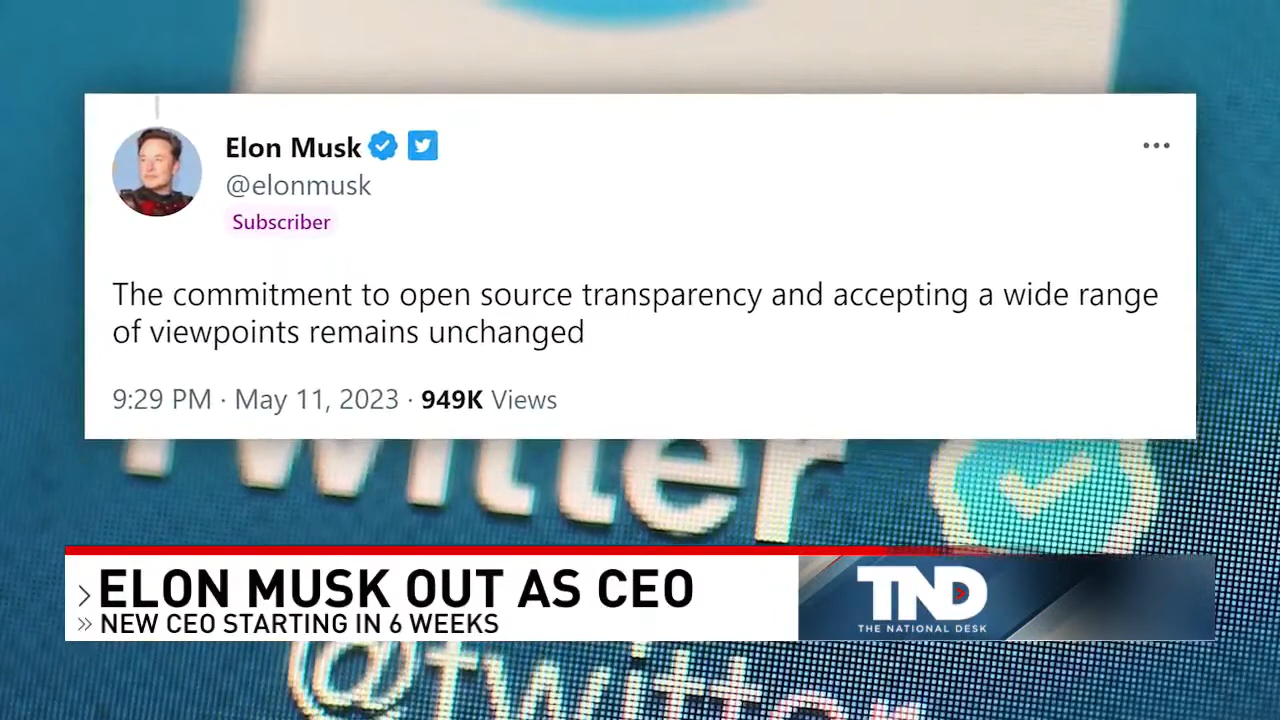 Elon Musk
@elonmusk
Subscriber
The commitment to open source transparency and accepting a wide range
of viewpoints remains unchanged
9:29 PM · May 11, 2023 · 949K Views
Twitter
ELON MUSK OUT AS CEO
NEW CEO STARTING IN 6 WEEKS
TND
THE NATIONAL DESK
@twitter